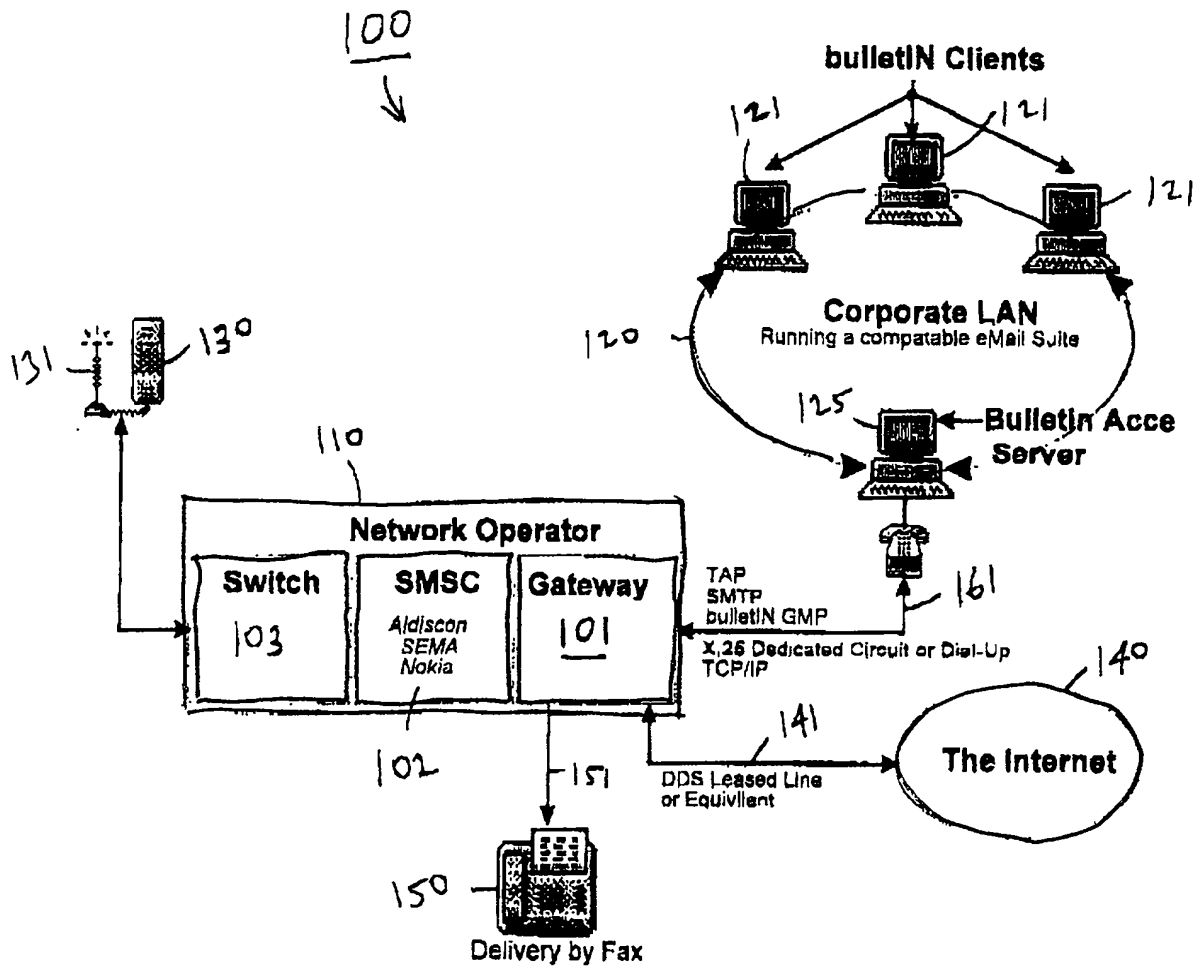 100
bulletIN Clients
121
121
121
Corporate LAN
Running a compatable eMail Suite
120
130
131
125
Bulletin Acce
Server
110
Network Operator
Switch
103
SMSC
Aldiscon
SEMA
Nokia
Gateway
101
TAP
SMTP
bulletIN GMP
X.25 Dedicated Circuit or Dial-Up
TCP/IP
161
140
The Internet
141
DDS Leased Line
or Equivilent
102
151
150
Delivery by Fax